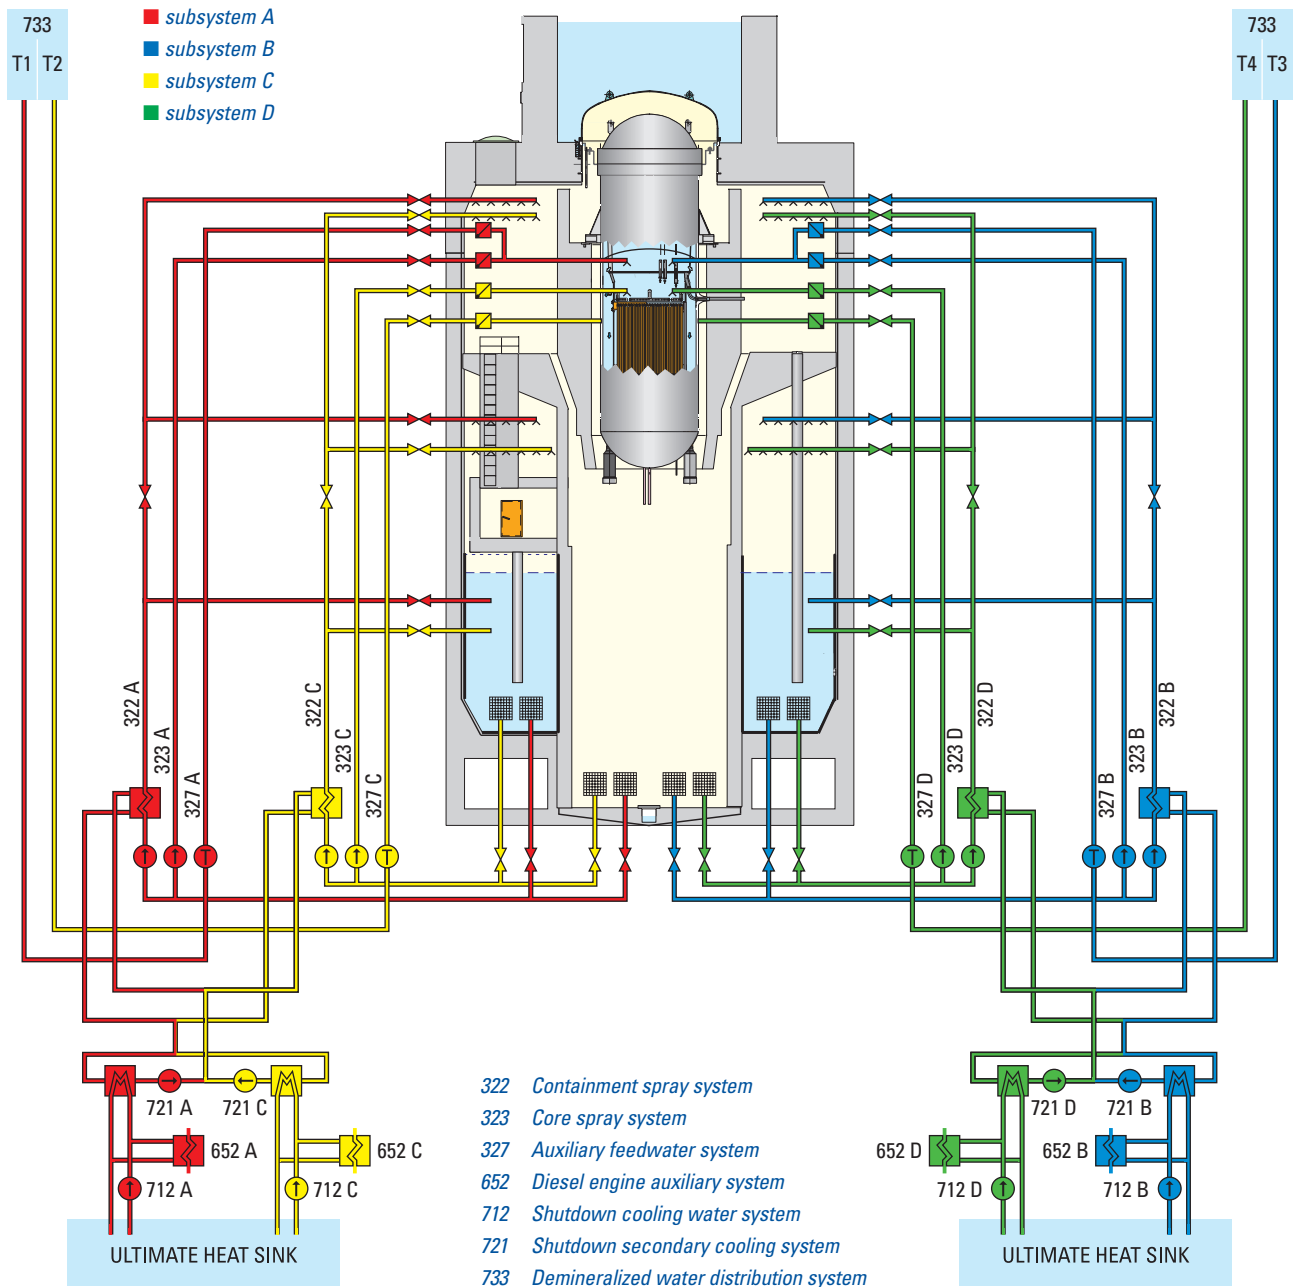 733
T1 T2
subsystem A
subsystem B
subsystem C
subsystem D
733
T4 T3
322 A
323 A
327 A
322 C
323 C
327 C
327 D
323 D
322 D
327 B
323 B
322 B
T
T
T
T
721 A
721 C
652 A
652 C
712 A
712 C
ULTIMATE HEAT SINK
322 Containment spray system
323 Core spray system
327 Auxiliary feedwater system
652 Diesel engine auxiliary system
712 Shutdown cooling water system
721 Shutdown secondary cooling system
733 Demineralized water distribution system
721 D
721 B
652 D
652 B
712 D
712 B
ULTIMATE HEAT SINK